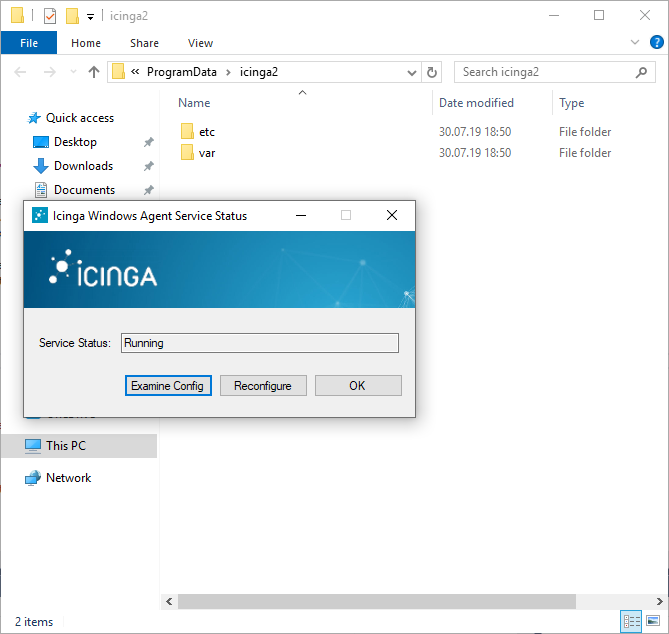 icinga2
File Home Share View
« ProgramData › icinga2
Search icinga2
Name Date modified Type
Quick access
Desktop
Downloads
Documents
etc 30.07.19 18:50 File folder
var 30.07.19 18:50 File folder
Icinga Windows Agent Service Status
ICINGA
Service Status: Running
Examine Config Reconfigure OK
This PC
Network
2 items